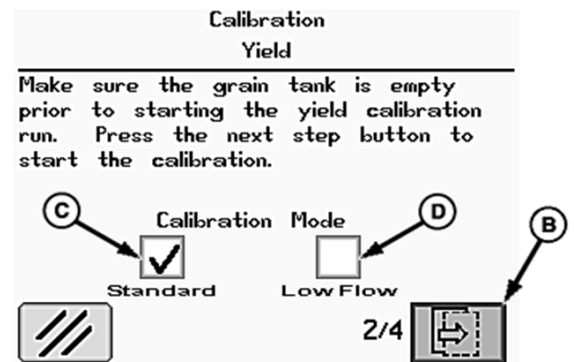 Calibration
Yield
Make sure the grain tank is empty
prior to starting the yield calibration
run. Press the next step button to
start the calibration.
C
D
B
Calibration Mode
Standard
Low Flow
2/4